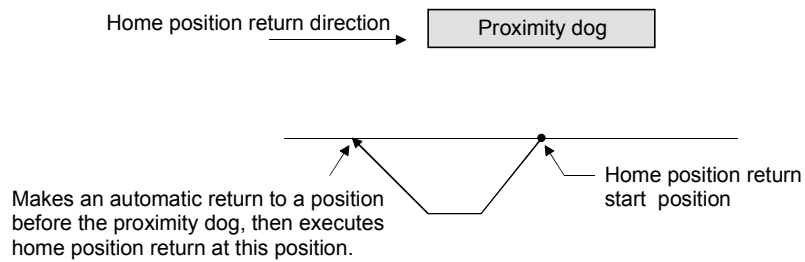 Home position return direction
Proximity dog
Home position return
start position
Makes an automatic return to a position
before the proximity dog, then executes
home position return at this position.